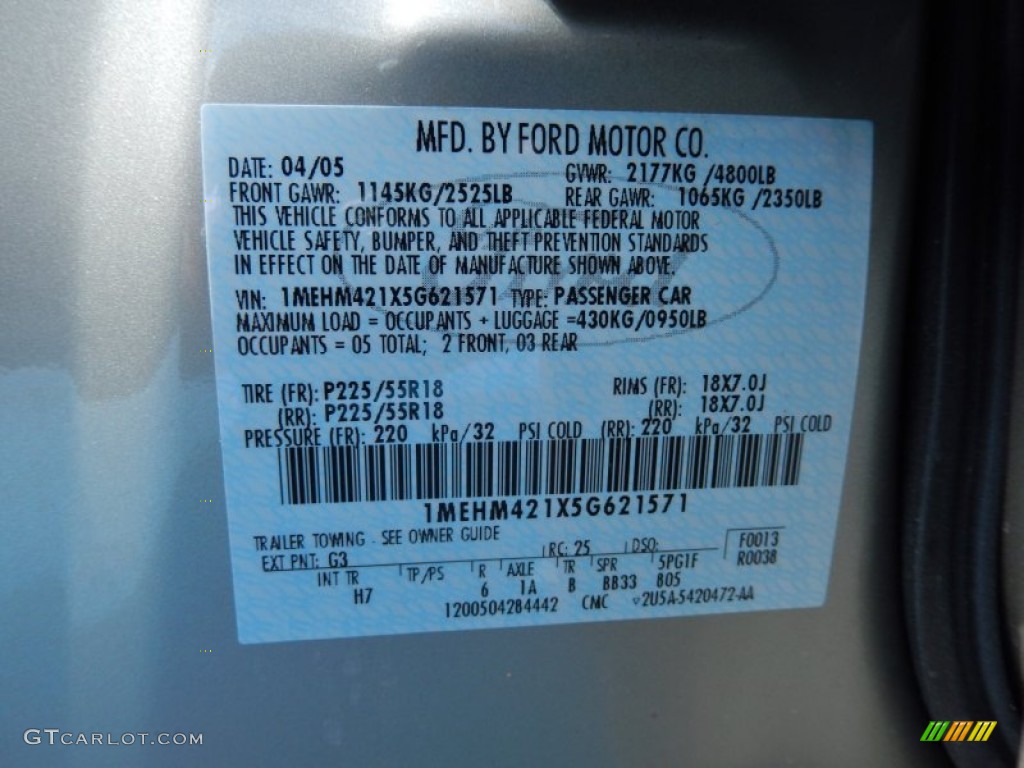 MFD. BY FORD MOTOR CO.
DATE: 04/05 GVWR: 2177KG /4800LB
FRONT GAWR: 1145KG/2525LB REAR GAWR: 1065KG /2350LB
THIS VEHICLE CONFORMS TO ALL APPLICABLE FEDERAL MOTOR
VEHICLE SAFETY, BUMPER, AND THEFT PREVENTION STANDARDS
IN EFFECT ON THE DATE OF MANUFACTURE SHOWN ABOVE.
VIN: 1MEHM421X5G621571 TYPE: PASSENGER CAR
MAXIMUM LOAD = OCCUPANTS + LUGGAGE =430KG/0950LB
OCCUPANTS = 05 TOTAL; 2 FRONT, 03 REAR
TIRE (FR): P225/55R18 RIMS (FR): 18X7.0J
(RR): P225/55R18 (RR): 18X7.0J
PRESSURE (FR): 220 kPa/32 PSI COLD (RR): 220 kPa/32 PSI COLD
1MEHM421X5G621571
TRAILER TOWING - SEE OWNER GUIDE
EXT PNT: G3 RC: 25 DSO: F0013
INT TR TP/PS R AXLE TR SPR 5PG1F R0038
H7 6 1A B BB33 805
1200504284442 CMC 2U5A-5420472-AA
GTCARLOT.COM